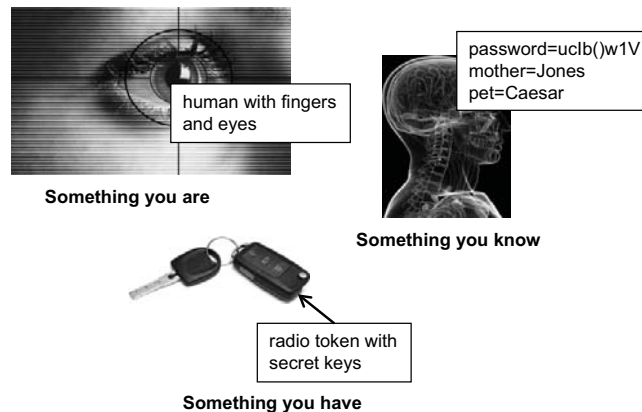 human with fingers
and eyes
Something you are
password=uclb()w1V
mother=Jones
pet=Caesar
Something you know
radio token with
secret keys
Something you have